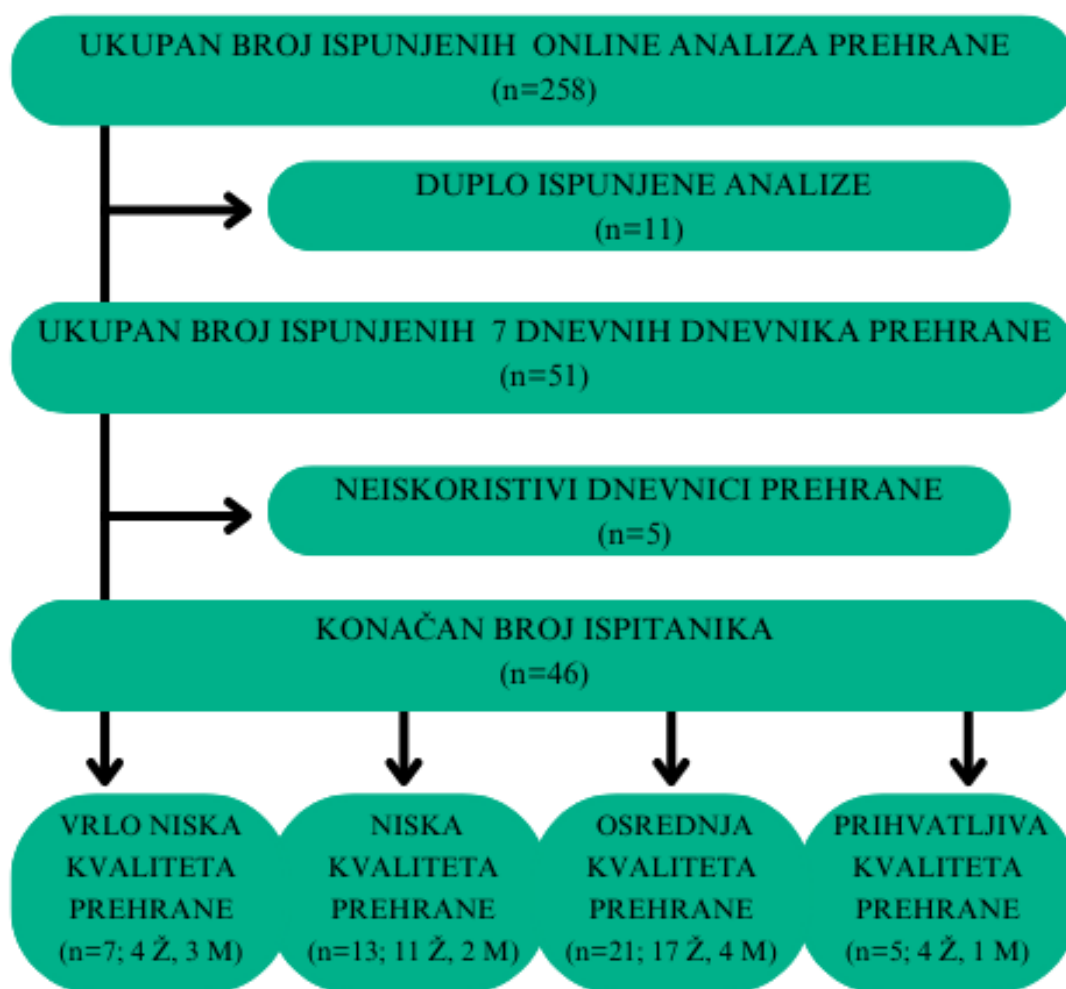 UKUPAN BROJ ISPUNJENIH ONLINE ANALIZA PREHRANE
(n=258)
DUPLO ISPUNJENE ANALIZE
(n=11)
UKUPAN BROJ ISPUNJENIH 7 DNEVNIH DNEVNIKA PREHRANE
(n=51)
NEISKORISTIVI DNEVNICI PREHRANE
(n=5)
KONAČAN BROJ ISPITANIKA
(n=46)
VRLO NISKA
KVALITETA
PREHRANE
(n=7; 4 Ž, 3 M)
NISKA
KVALITETA
PREHRANE
(n=13; 11 Ž, 2 M)
OSREDNJA
KVALITETA
PREHRANE
(n=21; 17 Ž, 4 M)
PRIHVATLJIVA
KVALITETA
PREHRANE
(n=5; 4 Ž, 1 M)